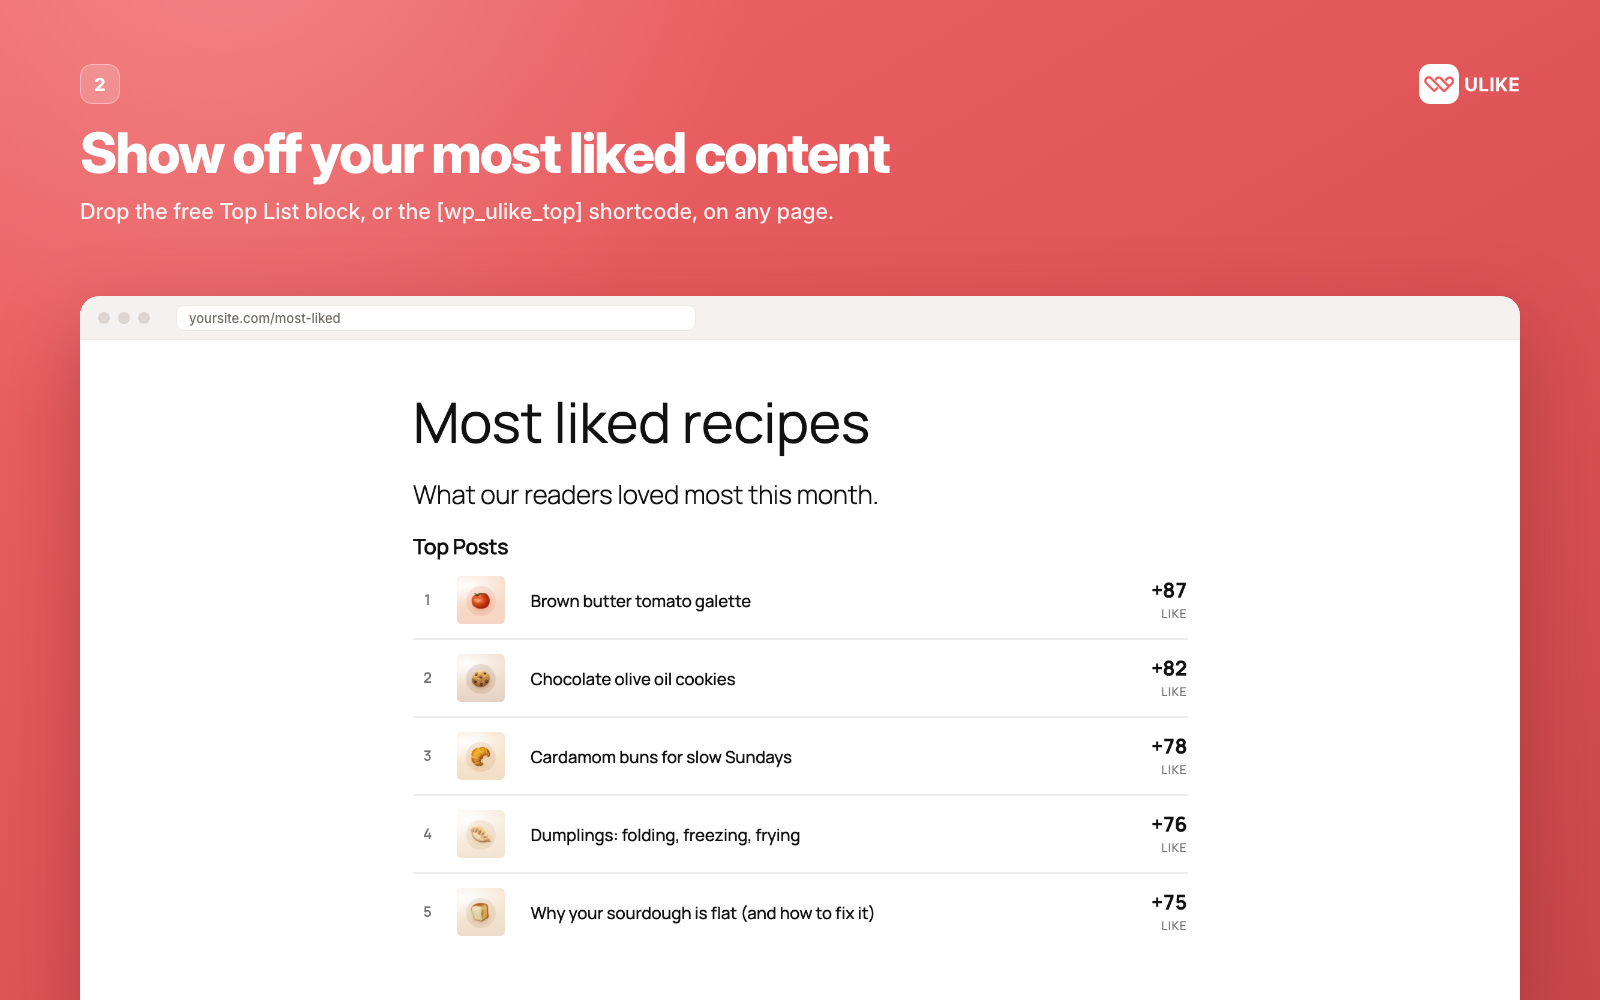 2
ULIKE
Show off your most liked content
Drop the free Top List block, or the [wp_ulike_top] shortcode, on any page.
yoursite.com/most-liked
Most liked recipes
What our readers loved most this month.
Top Posts
1
Brown butter tomato galette
+87
LIKE
2
Chocolate olive oil cookies
+82
LIKE
3
Cardamom buns for slow Sundays
+78
LIKE
4
Dumplings: folding, freezing, frying
+76
LIKE
5
Why your sourdough is flat (and how to fix it)
+75
LIKE